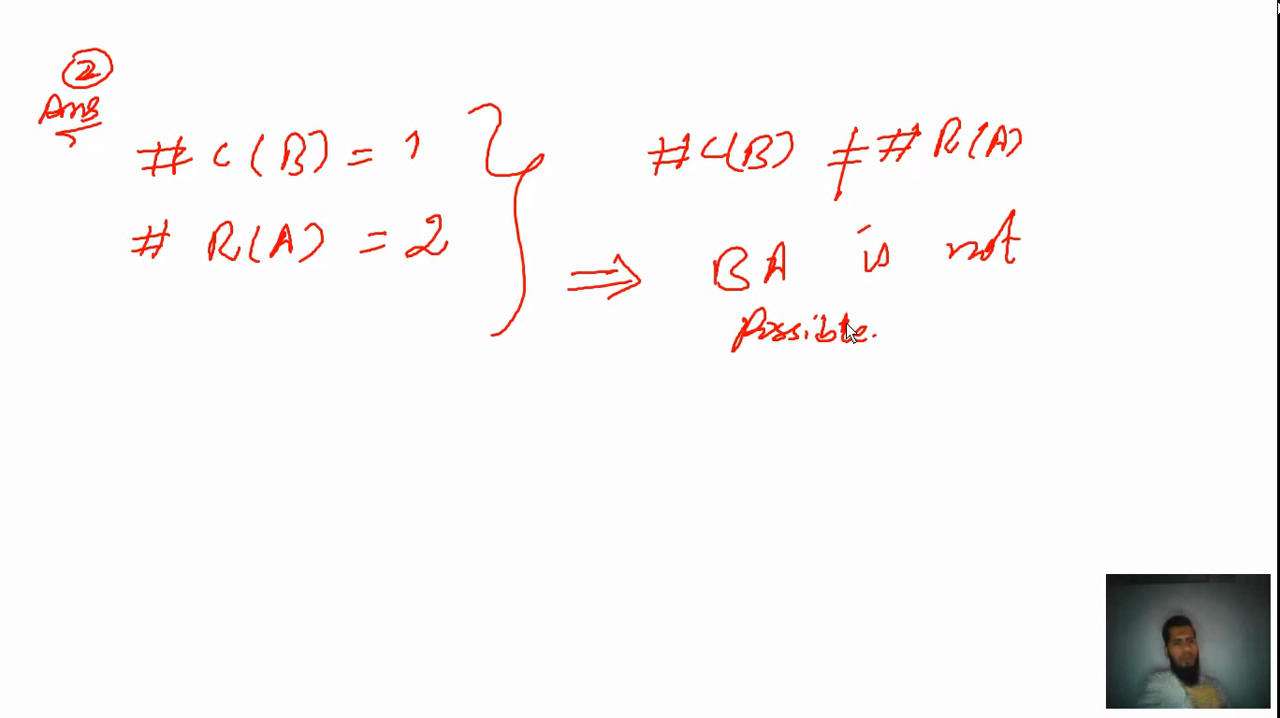 ②
Ans
# C(B) = 1
# R(A) = 2
#C(B) ≠ # R(A)
⇒ BA is not
possible.